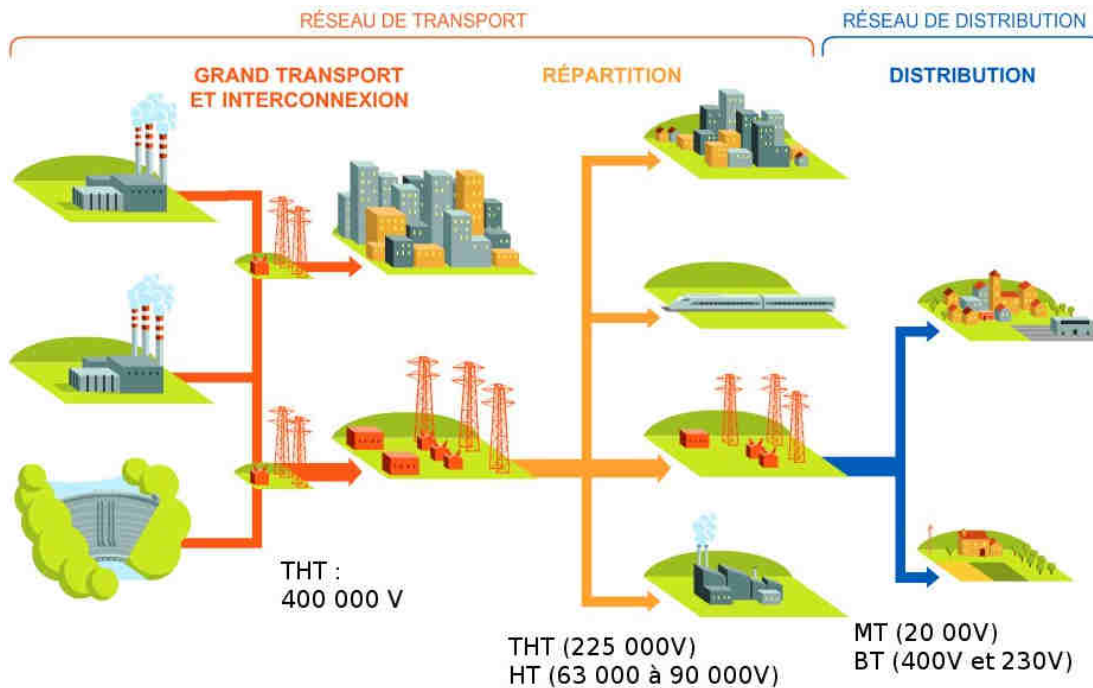 RÉSEAU DE TRANSPORT
RÉSEAU DE DISTRIBUTION
GRAND TRANSPORT
ET INTERCONNEXION
RÉPARTITION
DISTRIBUTION
THT :
400 000 V
THT (225 000V)
HT (63 000 à 90 000V)
MT (20 00V)
BT (400V et 230V)